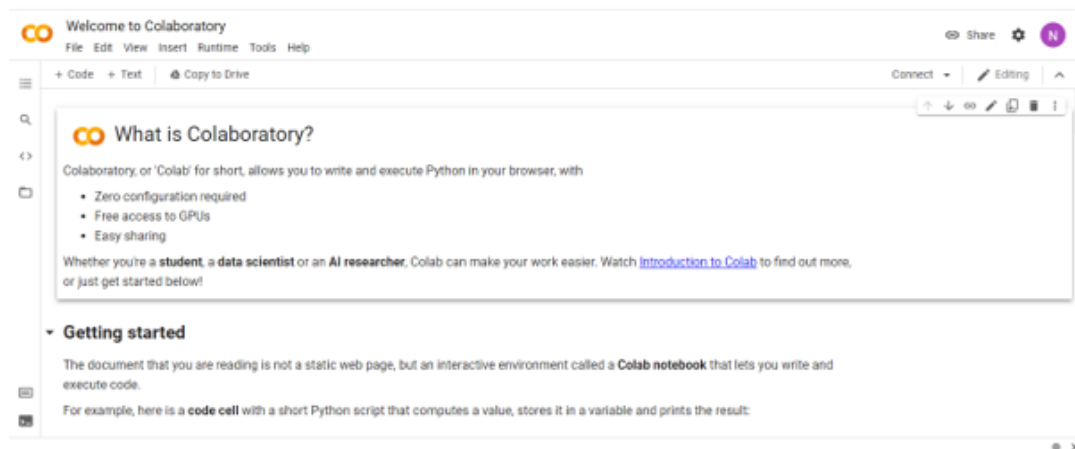 Welcome to Colaboratory
File Edit View Insert Runtime Tools Help
Share
N
+ Code + Text Copy to Drive
Connect Editing
What is Colaboratory?
Colaboratory, or 'Colab' for short, allows you to write and execute Python in your browser, with
• Zero configuration required
• Free access to GPUs
• Easy sharing
Whether you're a student, a data scientist or an AI researcher, Colab can make your work easier. Watch Introduction to Colab to find out more,
or just get started below!
Getting started
The document that you are reading is not a static web page, but an interactive environment called a Colab notebook that lets you write and
execute code.
For example, here is a code cell with a short Python script that computes a value, stores it in a variable and prints the result: